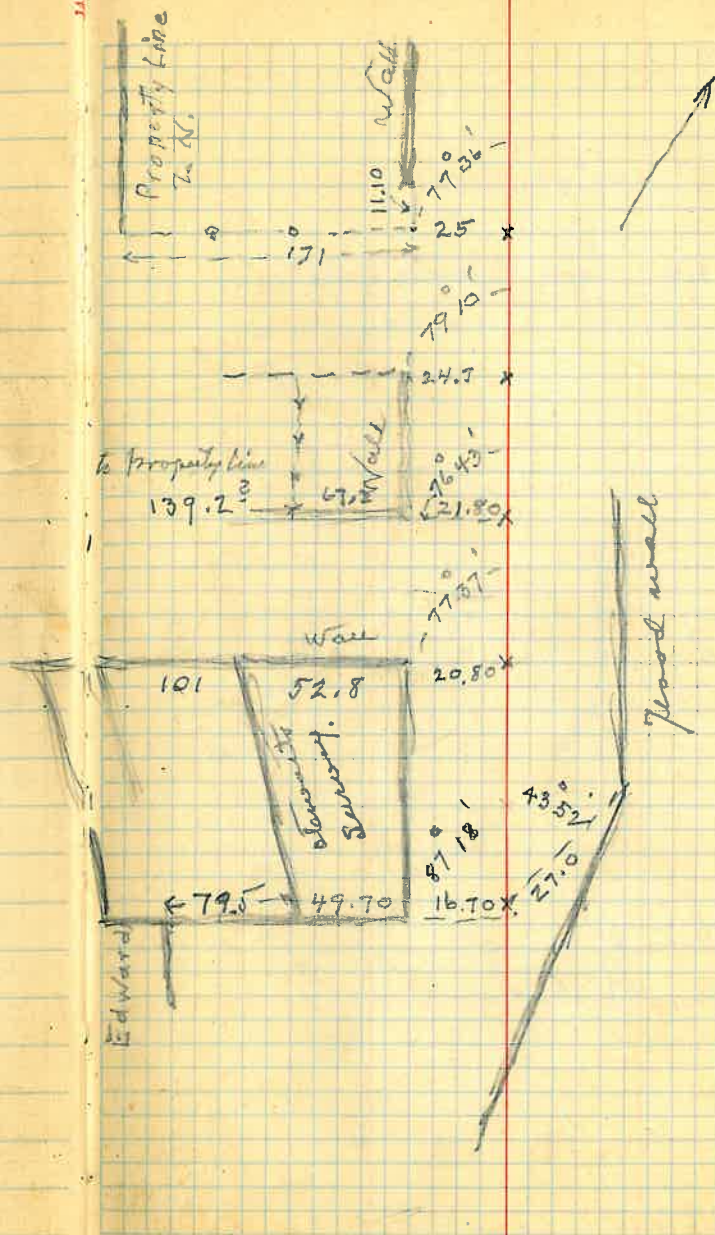 Property Line
Wall
11.10
77° 36'
25 x
171
79° 10'
24.5 x
to property line
Wall
76° 43'
139.2
67.2
21.80 x
77° 37'
Wall
101
52.8
20.80 x
Wood wall
Survey.
87° 18'
43° 52'
27.0
79.5
49.70
16.70 x
Edward